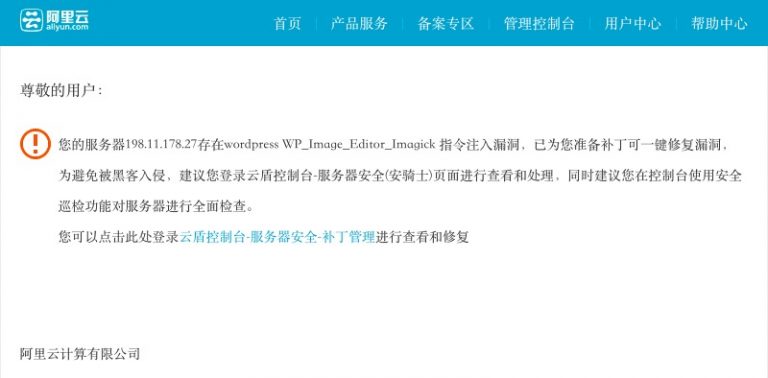 阿里云
aliyun.com
首页 产品服务 备案专区 管理控制台 用户中心 帮助中心
尊敬的用户：
您的服务器198.11.178.27存在wordpress WP_Image_Editor_Imagick 指令注入漏洞，已为您准备补丁可一键修复漏洞，
为避免被黑客入侵，建议您登录云盾控制台-服务器安全(安骑士)页面进行查看和处理，同时建议您在控制台使用安全
巡检功能对服务器进行全面检查。
您可以点击此处登录云盾控制台-服务器安全-补丁管理进行查看和修复
阿里云计算有限公司